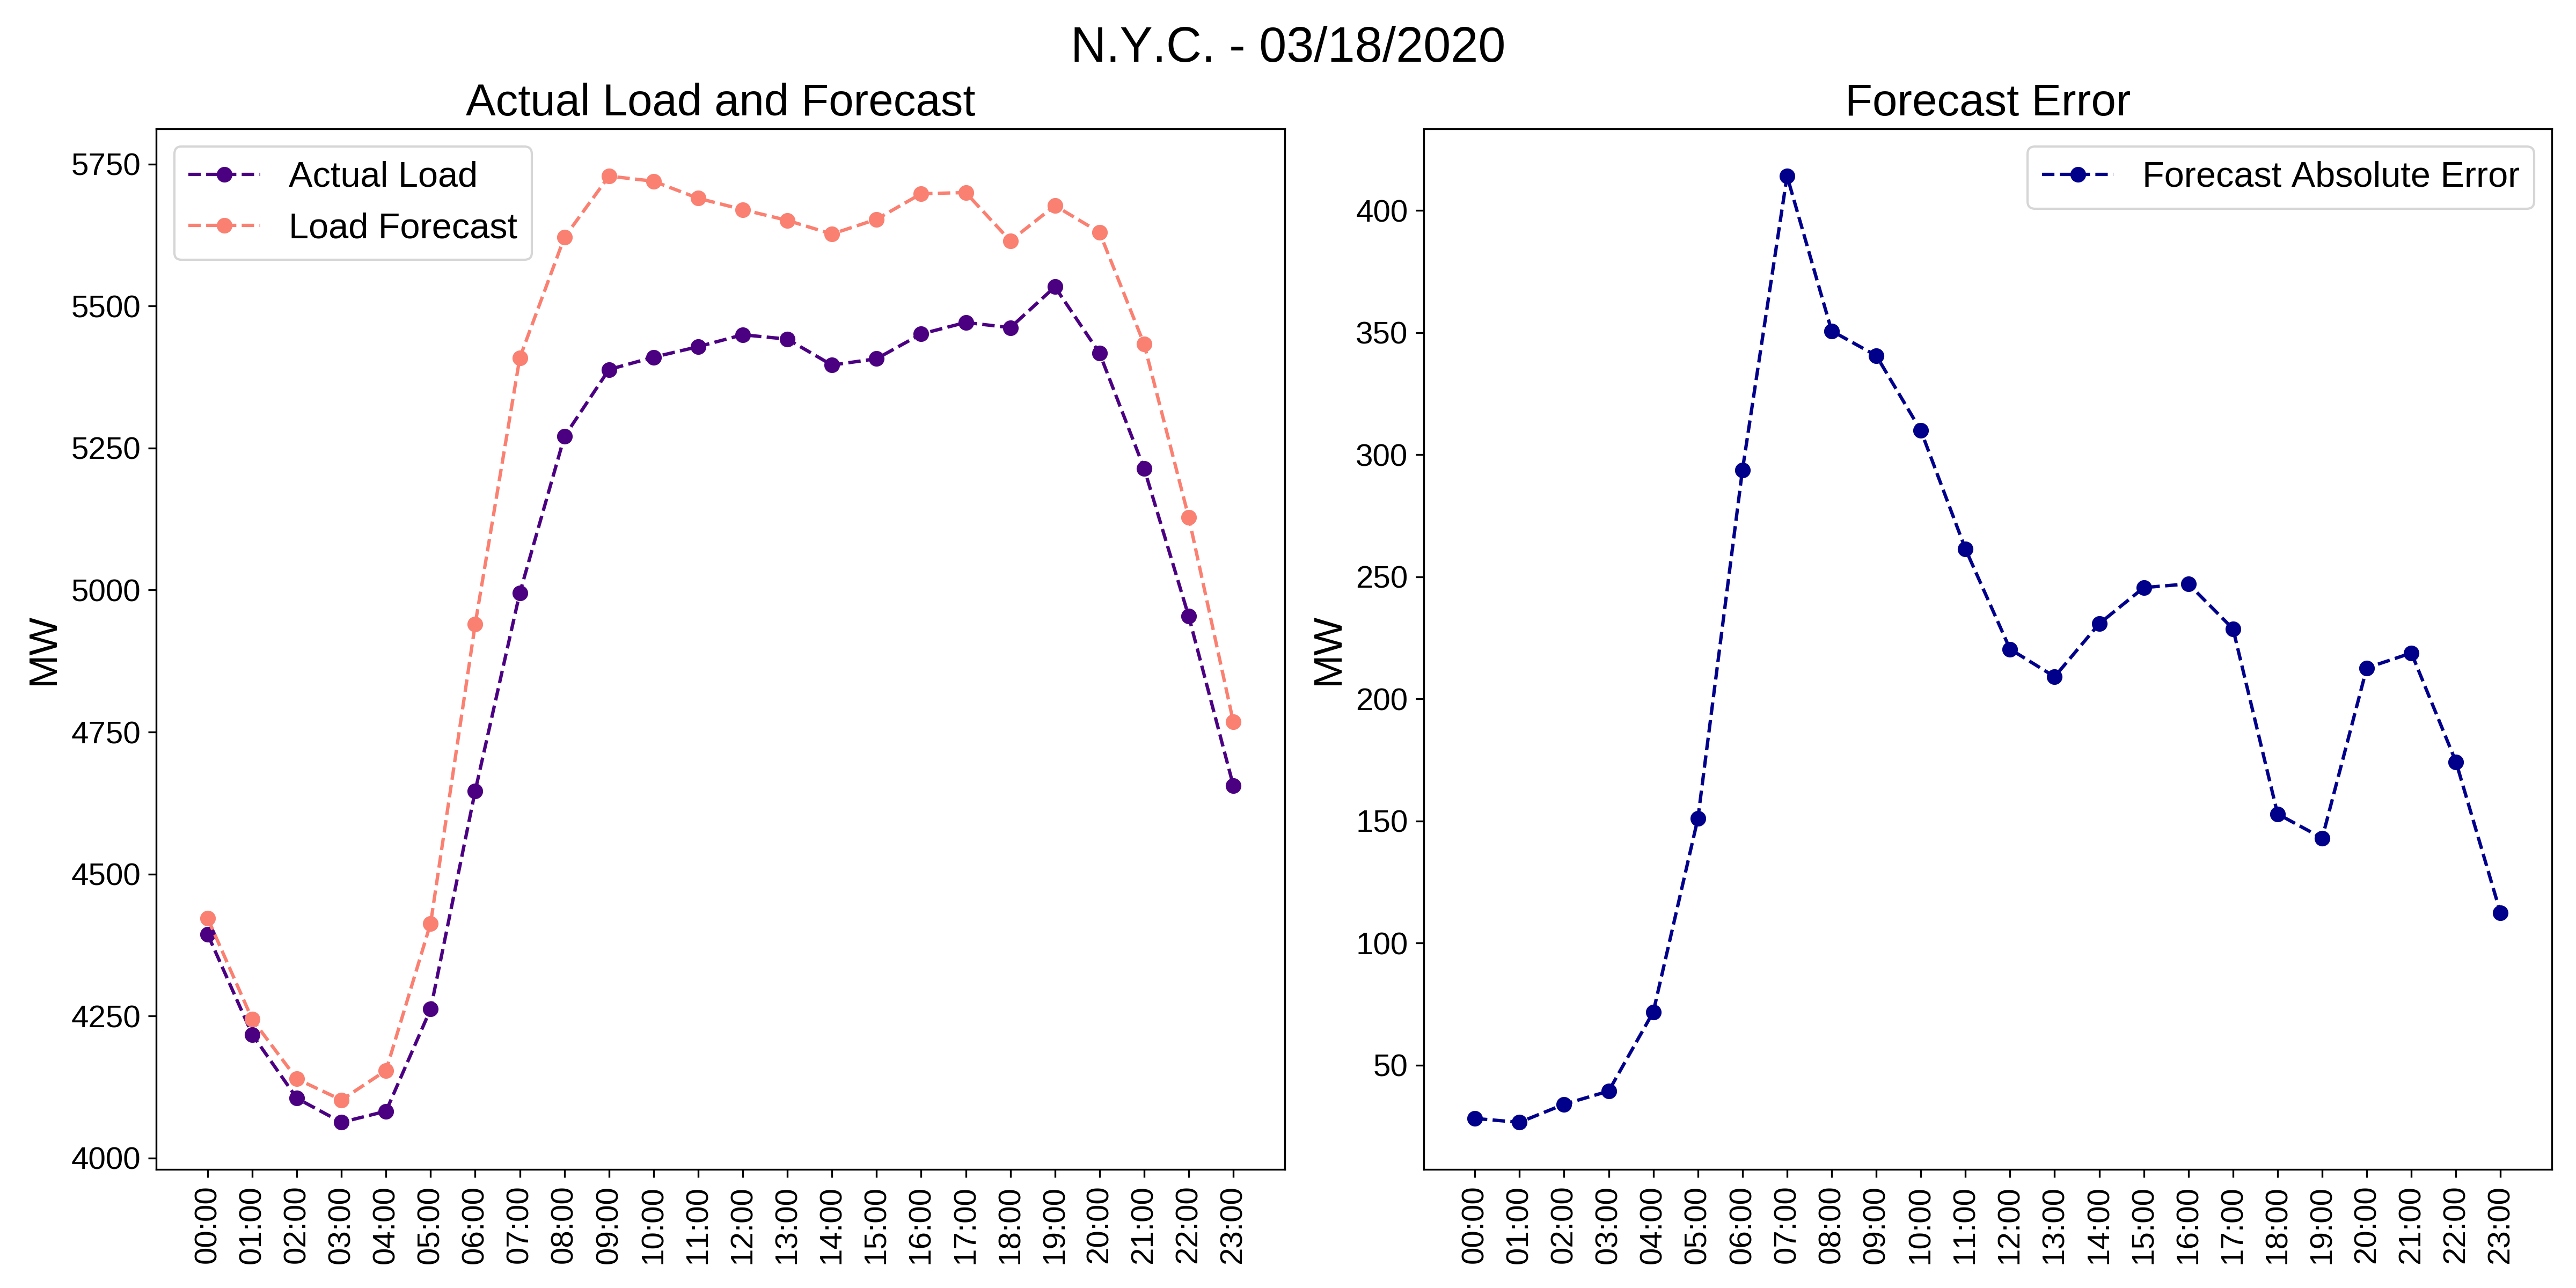 N.Y.C. - 03/18/2020
Actual Load and Forecast
Actual Load
Load Forecast
MW
5750
5500
5250
5000
4750
4500
4250
4000
00:00 01:00 02:00 03:00 04:00 05:00 06:00 07:00 08:00 09:00 10:00 11:00 12:00 13:00 14:00 15:00 16:00 17:00 18:00 19:00 20:00 21:00 22:00 23:00
Forecast Error
Forecast Absolute Error
MW
400
350
300
250
200
150
100
50
00:00 01:00 02:00 03:00 04:00 05:00 06:00 07:00 08:00 09:00 10:00 11:00 12:00 13:00 14:00 15:00 16:00 17:00 18:00 19:00 20:00 21:00 22:00 23:00